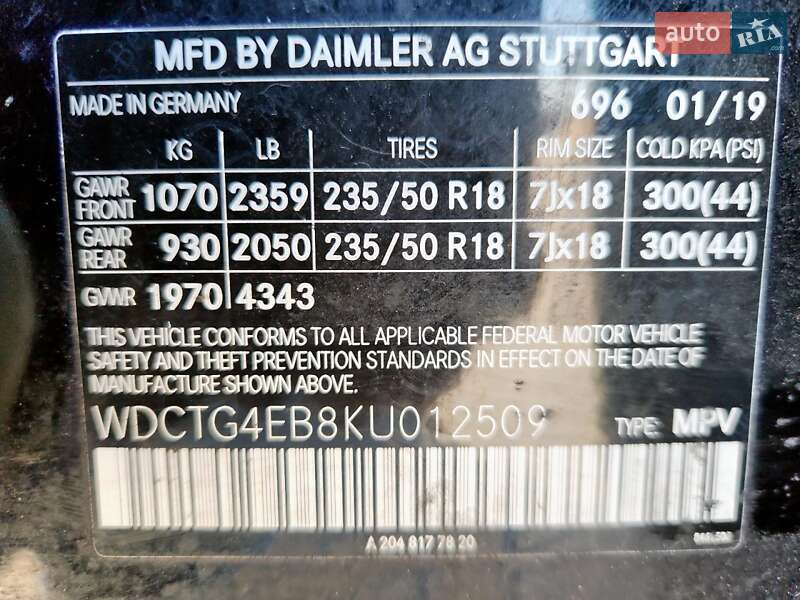 auto RIA .com
MFD BY DAIMLER AG STUTTGART
MADE IN GERMANY 696 01/19
KG LB TIRES RIM SIZE COLD KPA(PSI)
GAWR FRONT 1070 2359 235/50 R18 7Jx18 300(44)
GAWR REAR 930 2050 235/50 R18 7Jx18 300(44)
GVWR 1970 4343
THIS VEHICLE CONFORMS TO ALL APPLICABLE FEDERAL MOTOR VEHICLE
SAFETY AND THEFT PREVENTION STANDARDS IN EFFECT ON THE DATE OF
MANUFACTURE SHOWN ABOVE.
WDCTG4EB8KU012509 TYPE: MPV
A 204 817 78 20